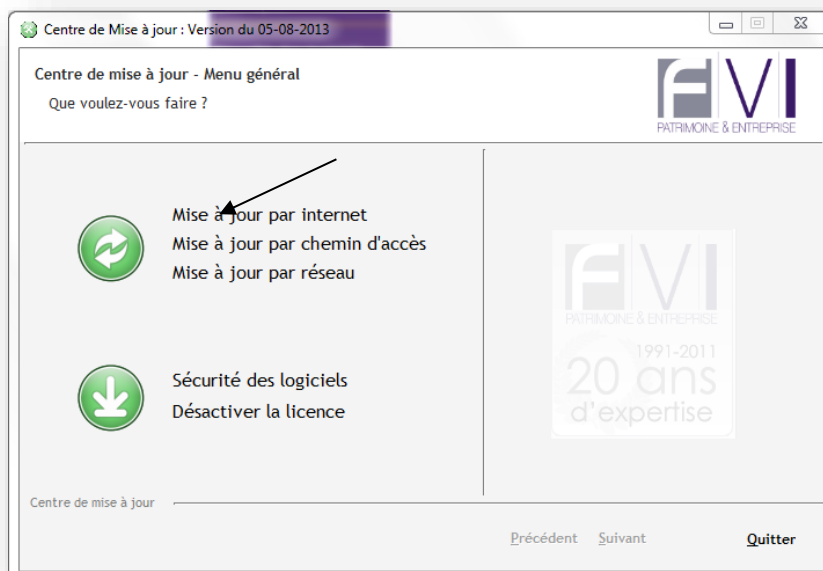 Centre de Mise à jour : Version du 05-08-2013
Centre de mise à jour - Menu général
Que voulez-vous faire ?
FVI
PATRIMOINE & ENTREPRISE
Mise à jour par internet
Mise à jour par chemin d'accès
Mise à jour par réseau
FVI
PATRIMOINE & ENTREPRISE
1991-2011
20 ans
d'expertise
Sécurité des logiciels
Désactiver la licence
Centre de mise à jour
Précédent Suivant Quitter